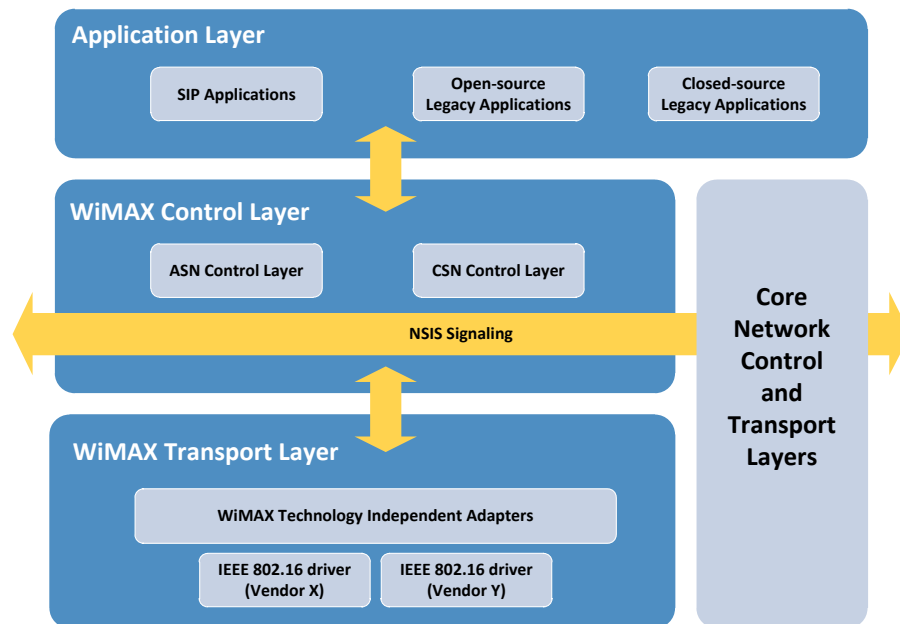 Application Layer
SIP Applications
Open-source
Legacy Applications
Closed-source
Legacy Applications
WiMAX Control Layer
ASN Control Layer
CSN Control Layer
NSIS Signaling
Core
Network
Control
and
Transport
Layers
WiMAX Transport Layer
WiMAX Technology Independent Adapters
IEEE 802.16 driver
(Vendor X)
IEEE 802.16 driver
(Vendor Y)